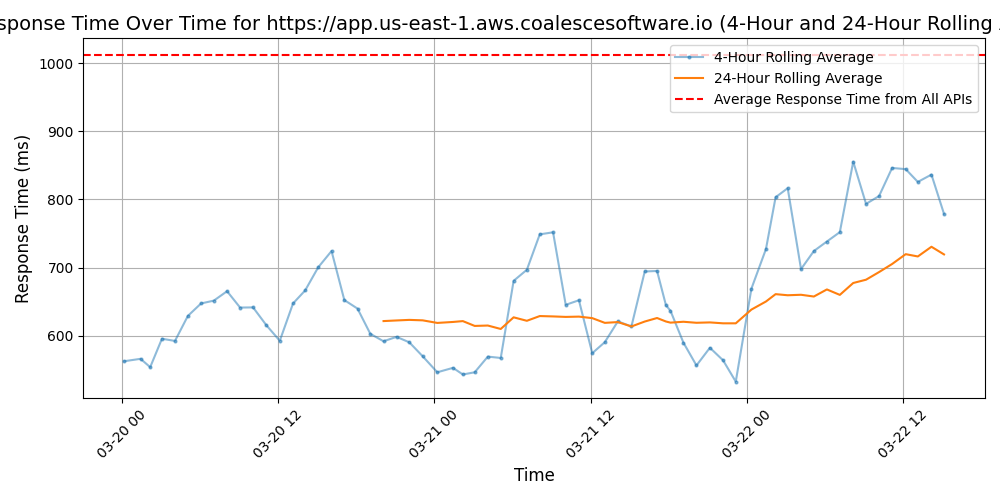 sponse Time Over Time for https://app.us-east-1.aws.coalescesoftware.io (4-Hour and 24-Hour Rolling
4-Hour Rolling Average
24-Hour Rolling Average
Average Response Time from All APIs
Response Time (ms)
1000
900
800
700
600
03-20 00
03-20 12
03-21 00
03-21 12
03-22 00
03-22 12
Time